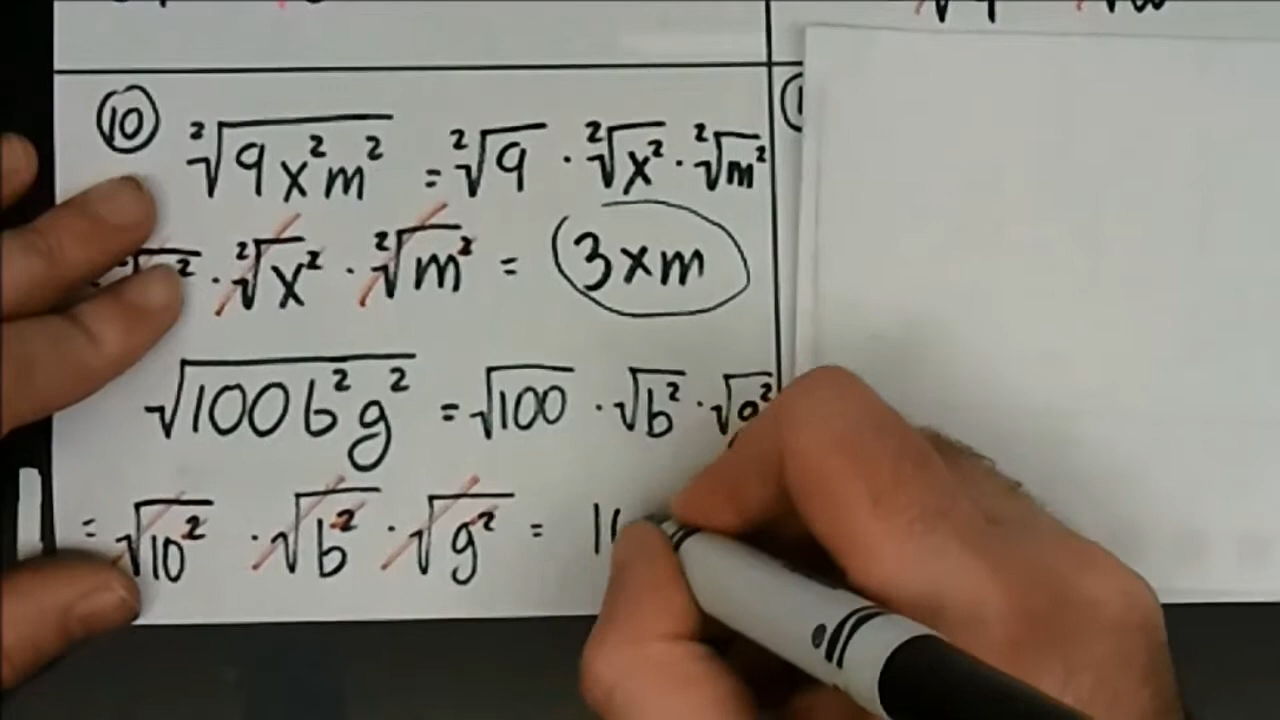 10
²√9x²m² = ²√9 · ²√x² · ²√m²
² · ²√x² · ²√m² = 3xm
√100b²g² = √100 · √b² · √g²
= √10² · √b² · √g² = 1